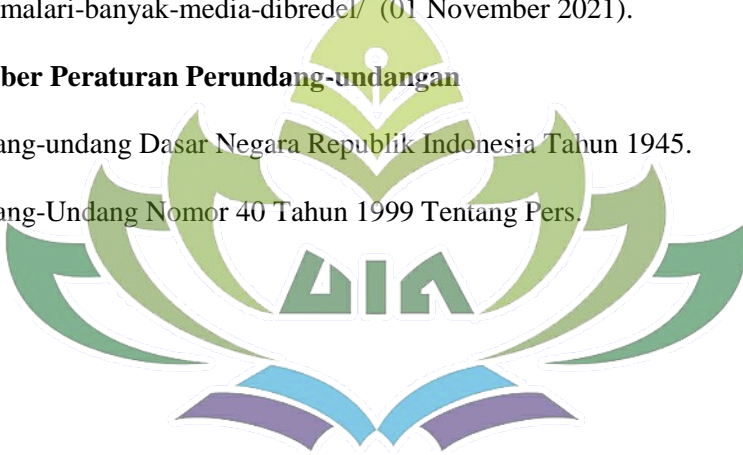 malari-banyak-media-dibredel/ (01 November 2021).
ber Peraturan Perundang-undangan
ang-undang Dasar Negara Republik Indonesia Tahun 1945.
ang-Undang Nomor 40 Tahun 1999 Tentang Pers.
UIN